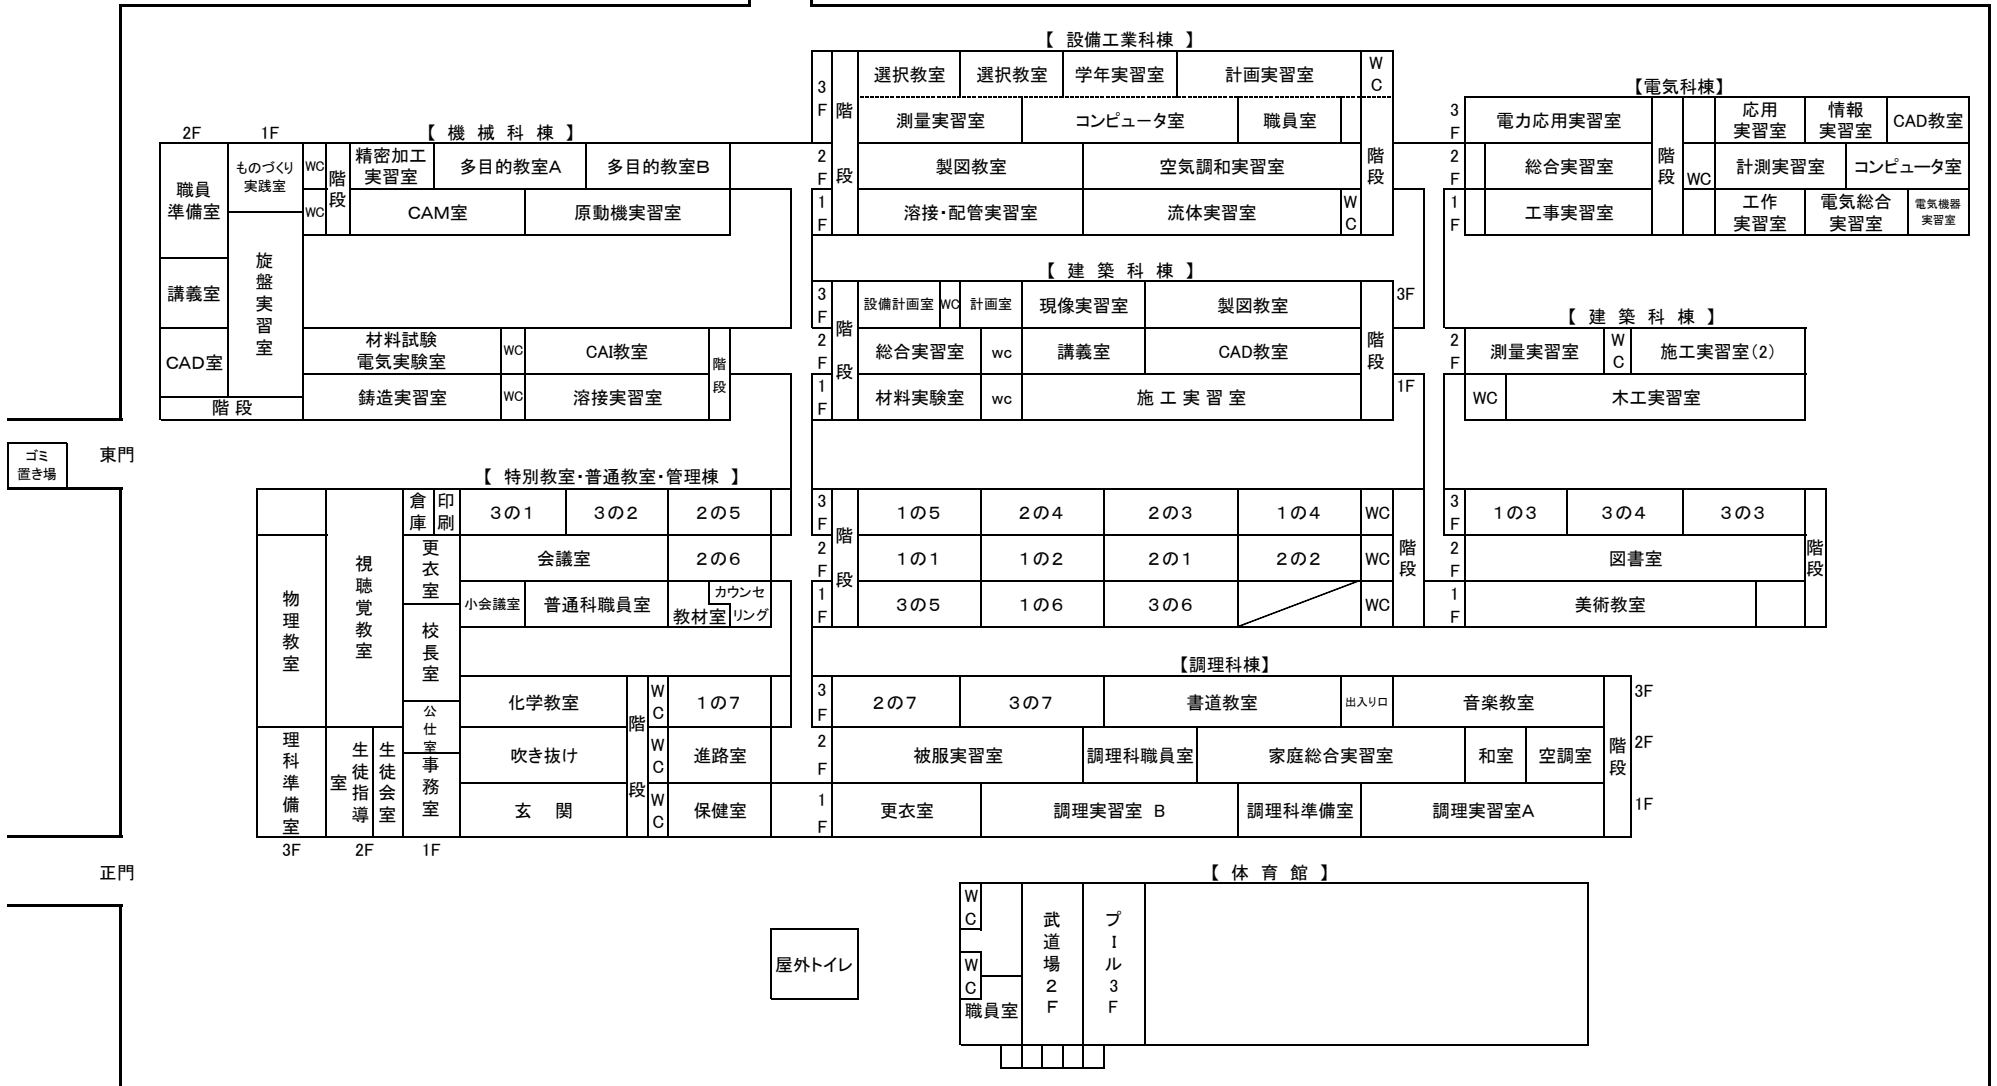 【 設備工業科棟 】
3F 階段 選択教室 選択教室 学年実習室 計画実習室 WC
測量実習室 コンピュータ室 職員室
2F 製図教室 空気調和実習室 階段
1F 溶接・配管実習室 流体実習室 WC
【電気科棟】
3F 電力応用実習室 階段 応用実習室 情報実習室 CAD教室
2F 総合実習室 WC 計測実習室 コンピュータ室
1F 工事実習室 工作実習室 電気総合実習室 電気機器実習室
2F 1F 【 機 械 科 棟 】
職員準備室 ものづくり実践室 WC 階段 精密加工実習室 多目的教室A 多目的教室B
WC CAM室 原動機実習室
講義室 旋盤実習室
CAD室 材料試験電気実験室 WC CAI教室 階段
階 段 鋳造実習室 WC 溶接実習室
【 建 築 科 棟 】
3F 階段 設備計画室 WC 計画室 現像実習室 製図教室 階段 3F
2F 総合実習室 wc 講義室 CAD教室
1F 材料実験室 wc 施 工 実 習 室 1F
【 建 築 科 棟 】
2F 測量実習室 WC 施工実習室(2)
WC 木工実習室
ゴミ置き場 東門
【 特別教室・普通教室・管理棟 】
倉庫 印刷 3の1 3の2 2の5
物理教室 視聴覚教室 更衣室 会議室 2の6
小会議室 普通科職員室 教材室 カウンセリング
校長室
化学教室 階段 WC 1の7
公仕室
理科準備室 生徒指導室 生徒会室 事務室 吹き抜け WC 進路室
玄 関 WC 保健室
3F 2F 1F
3F 階段 1の5 2の4 2の3 1の4 WC 階段
2F 1の1 1の2 2の1 2の2 WC
1F 3の5 1の6 3の6 WC
3F 1の3 3の4 3の3 階段
2F 図書室
1F 美術教室
【調理科棟】
3F 2の7 3の7 書道教室 出入り口 音楽教室 階段 3F
2F 被服実習室 調理科職員室 家庭総合実習室 和室 空調室 2F
1F 更衣室 調理実習室 B 調理科準備室 調理実習室A 1F
正門
【 体 育 館 】
屋外トイレ
WC
WC
職員室
武道場2F
プール3F